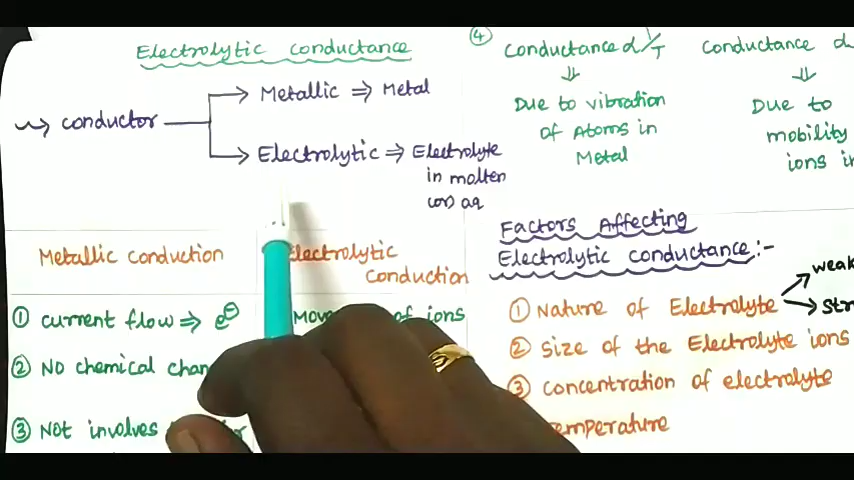 Electrolytic conductance
conductor
Metallic ⇒ Metal
Electrolytic ⇒ Electrolyte
in molten
(or) aq
Metallic conduction
Electrolytic
conduction
① current flow ⇒ e⊖
of ions
② No chemical
③ Not involves
④ conductance α 1/T
⇓
Due to vibration
of Atoms in
Metal
conductance α
⇓
Due to
mobility
ions
Factors Affecting
Electrolytic conductance :-
① Nature of Electrolyte
weak
② Size of the Electrolyte ions
③ concentration of electrolyte